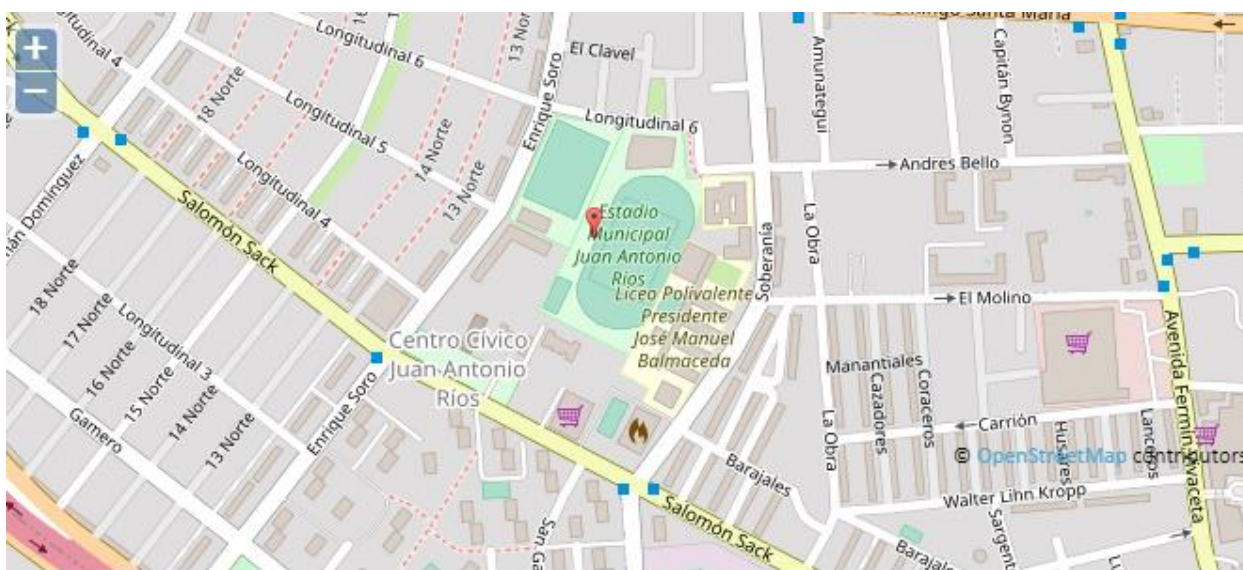 +
−
Longitudinal 4
Longitudinal 6
13 Norte
El Clavel
Amunategui
Capitán Bynon
18 Norte
Longitudinal 5
Enrique Soro
Longitudinal 6
Andres Bello
14 Norte
13 Norte
Longitudinal 4
Salomón Sack
Estadio
Municipal
Juan Antonio
Ríos
Soberanía
La Obra
El Molino
Liceo Polivalente
Presidente
José Manuel
Balmaceda
18 Norte
17 Norte
16 Norte
15 Norte
14 Norte
13 Norte
Longitudinal 3
Gamero
Enrique Soro
Centro Cívico
Juan Antonio
Ríos
Manantiales
Cazadores
Coraceros
La Obra
Carrión
Húsares
Lanceros
Avenida Fermín Vivaceta
© OpenStreetMap contributors
Barajales
Walter Lihn Kropp
Salomón Sack
Barajales